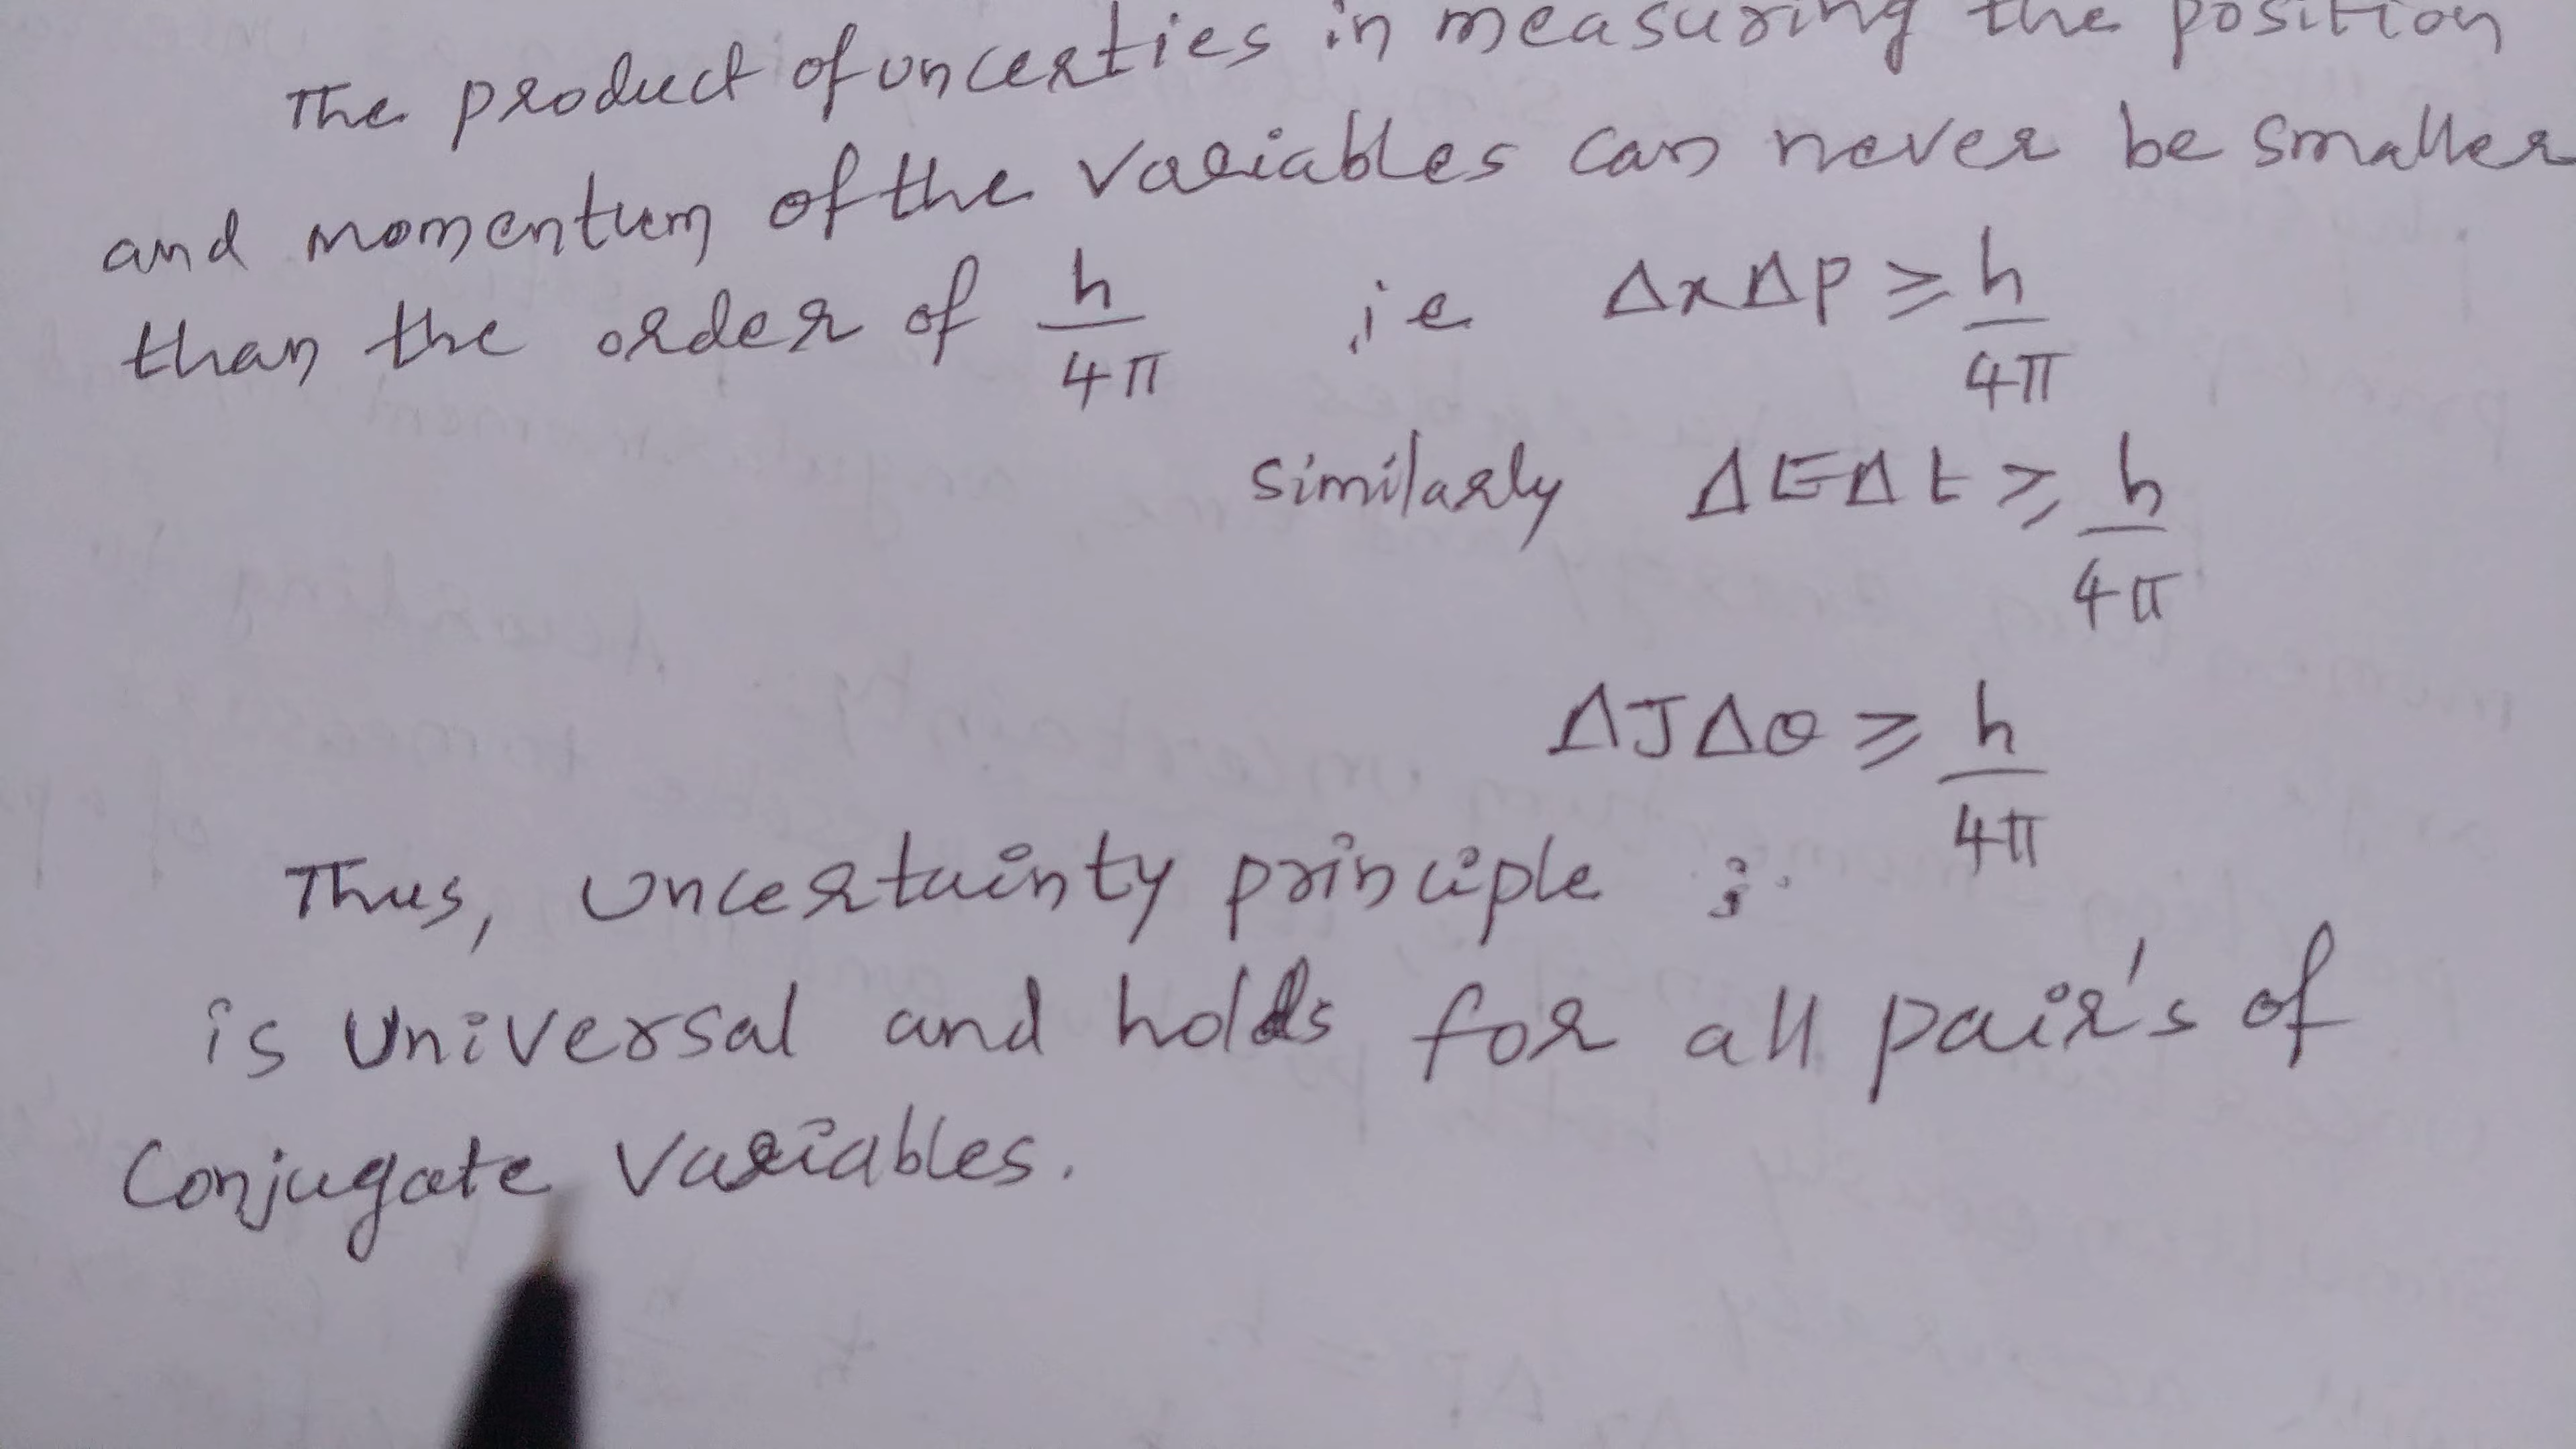 The product of uncerties in measuring the position
and momentum of the variables can never be smaller
than the order of h/4π ie ΔxΔp ≥ h/4π
similarly ΔEΔt ≥ h/4π
ΔJΔθ ≥ h/4π
Thus, Uncertainty principle
is Universal and holds for all pair's of
Conjugate Variables.